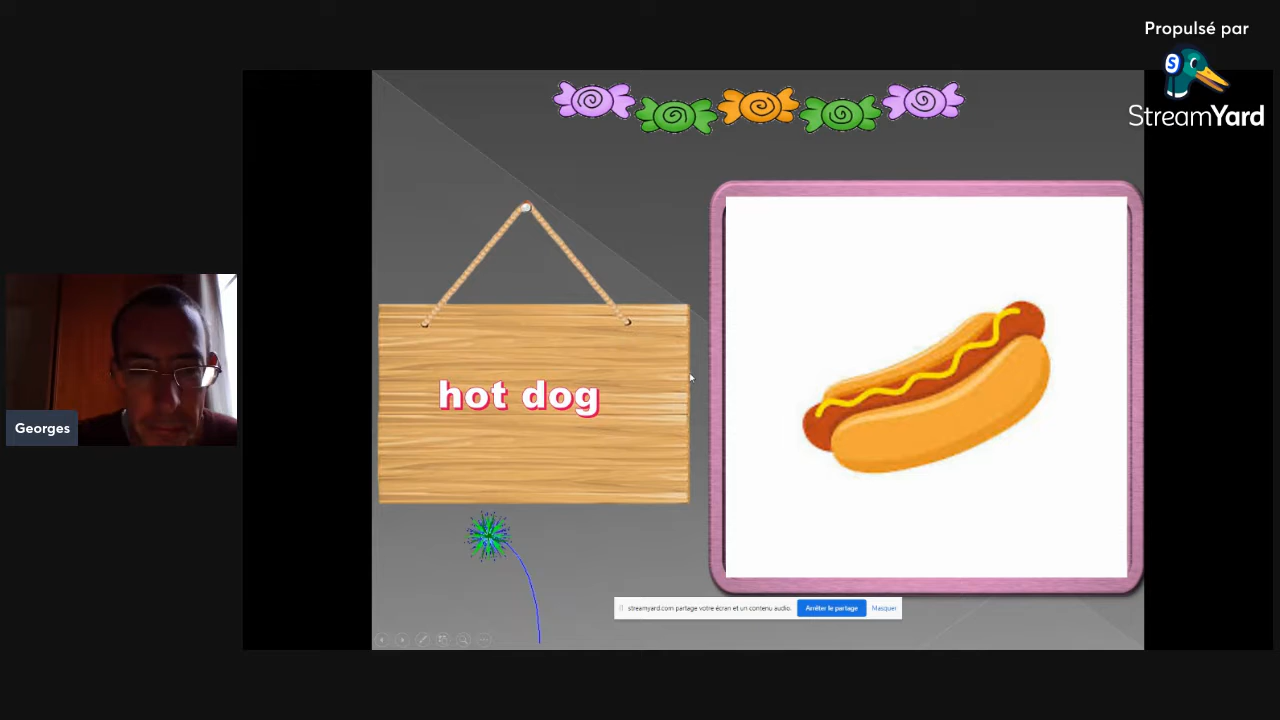 Propulsé par
StreamYard
hot dog
Georges
streamyard.com partage votre écran et un contenu audio. Arrêter le partage Masquer